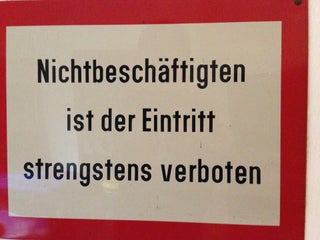 Nichtbeschäftigten
ist der Eintritt
strengstens verboten